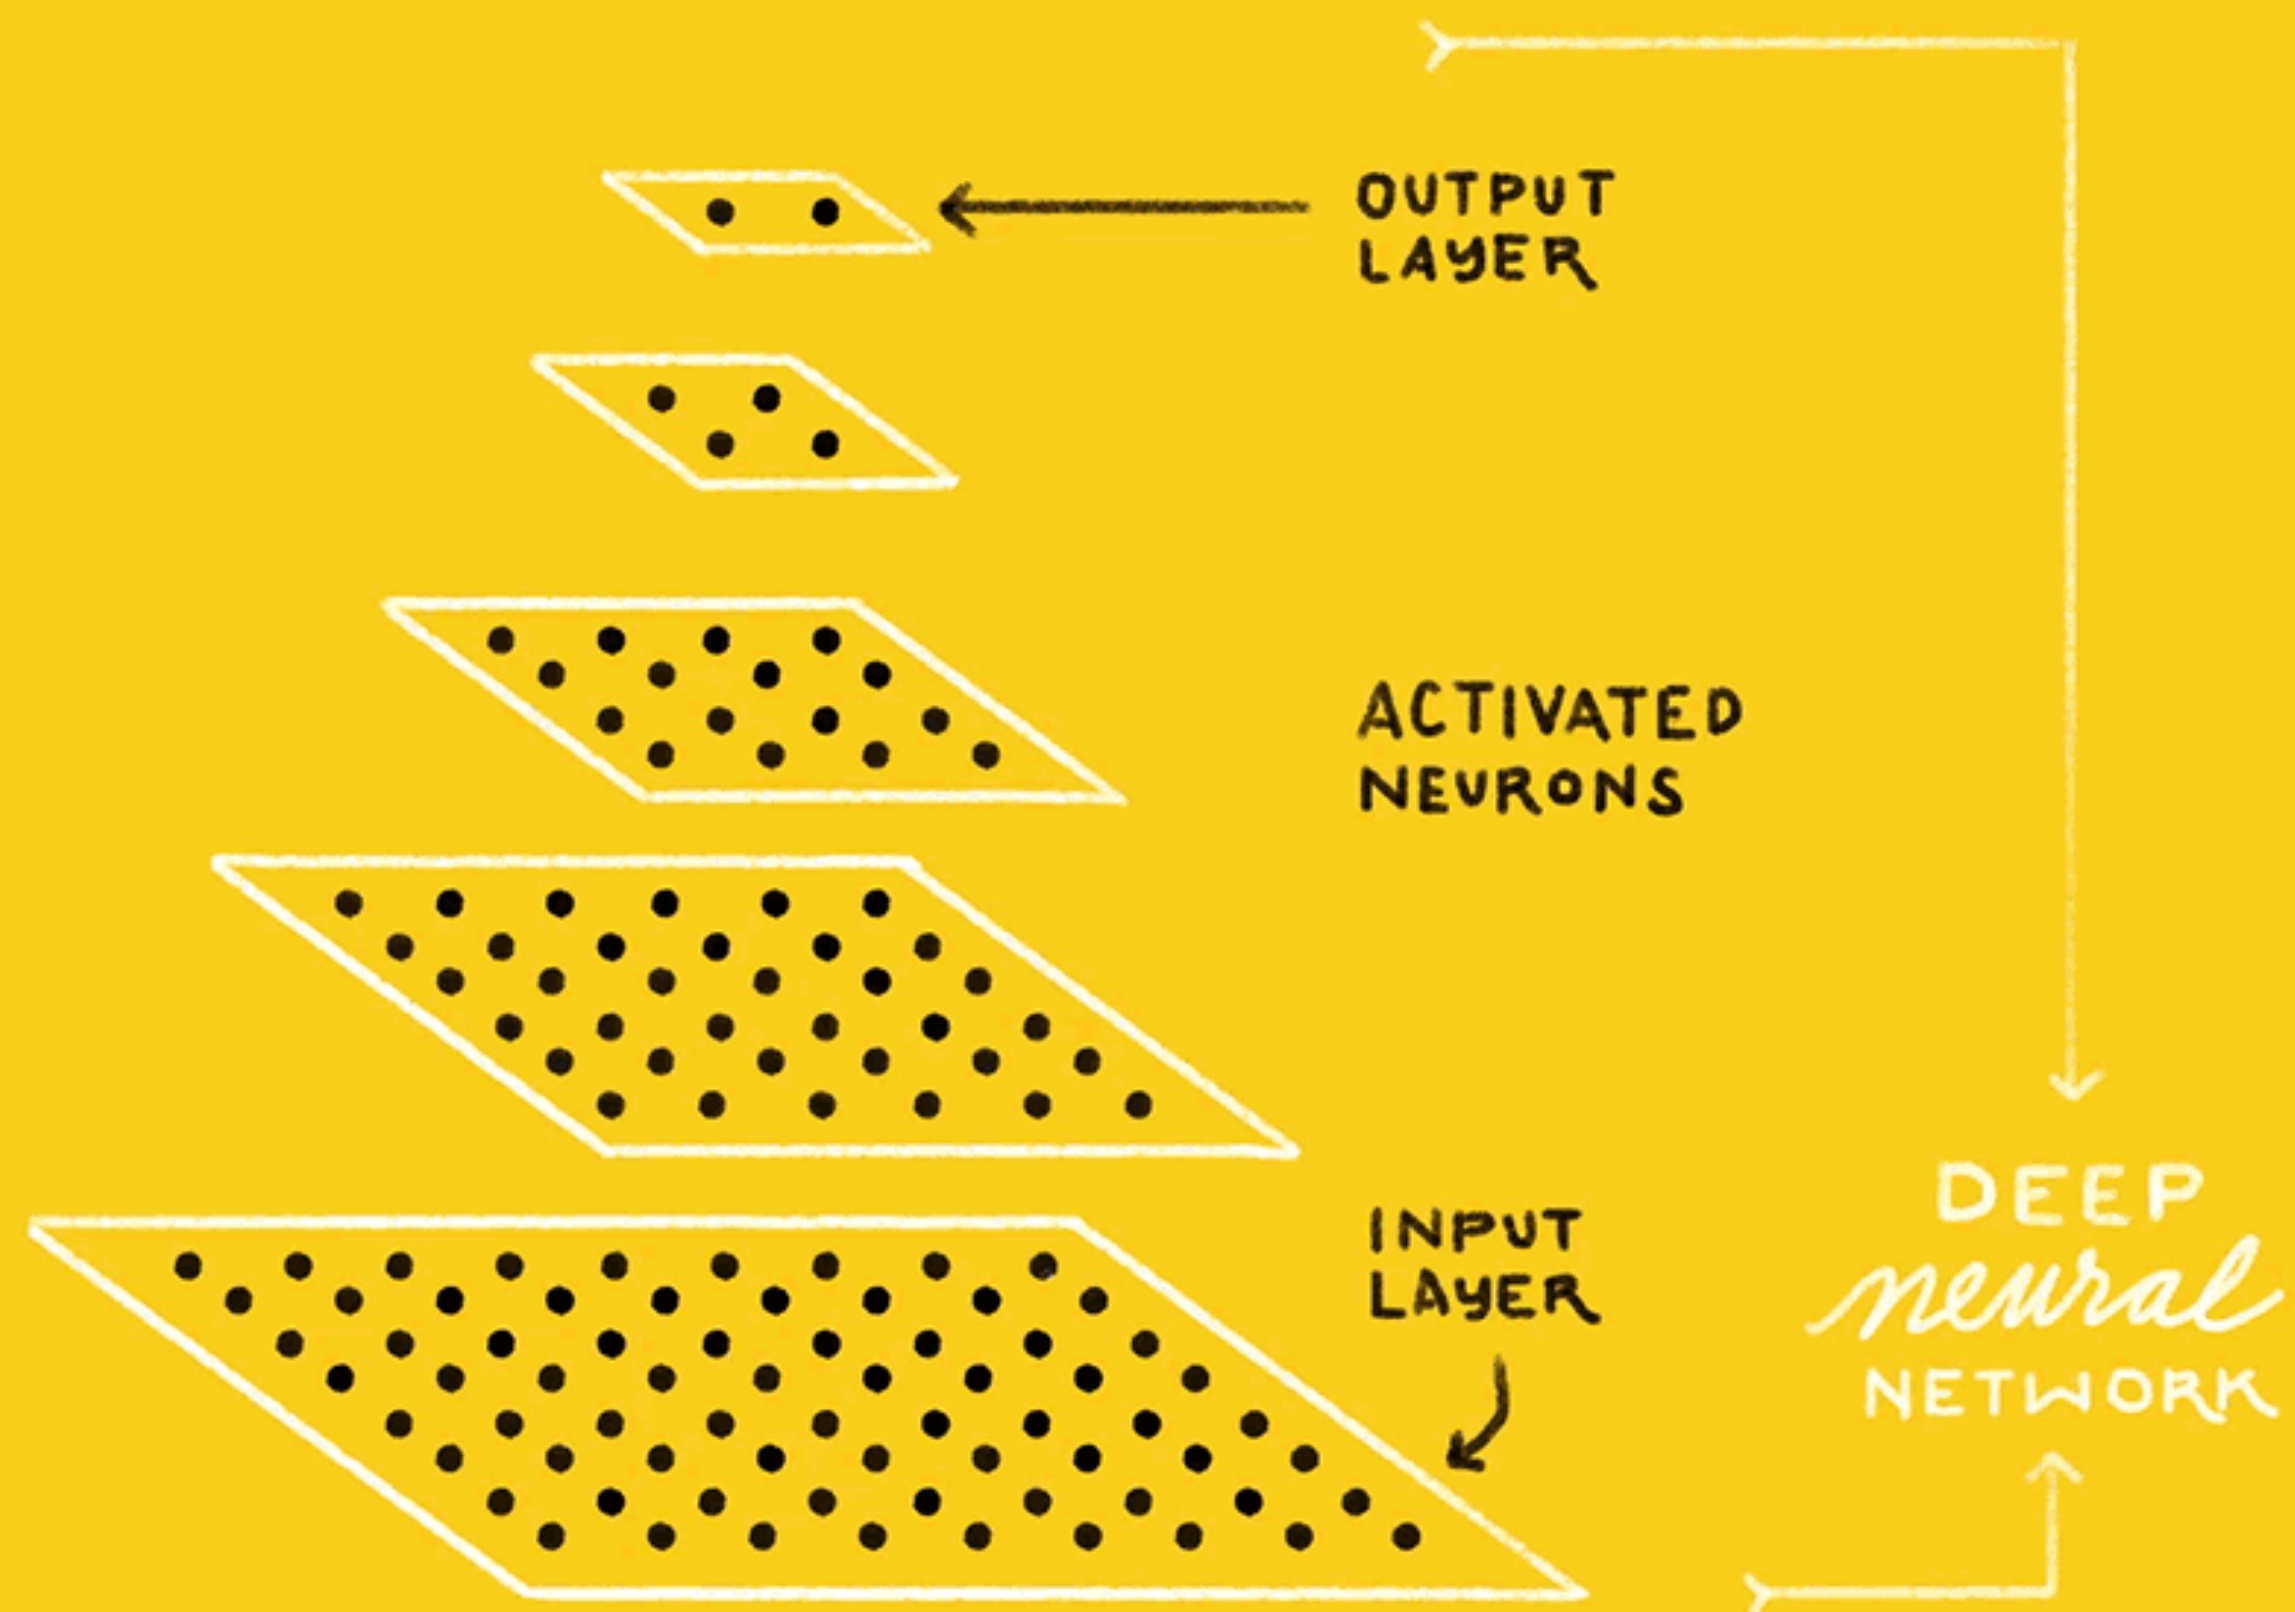 OUTPUT
LAYER
ACTIVATED
NEURONS
INPUT
LAYER
DEEP
neural
NETWORK